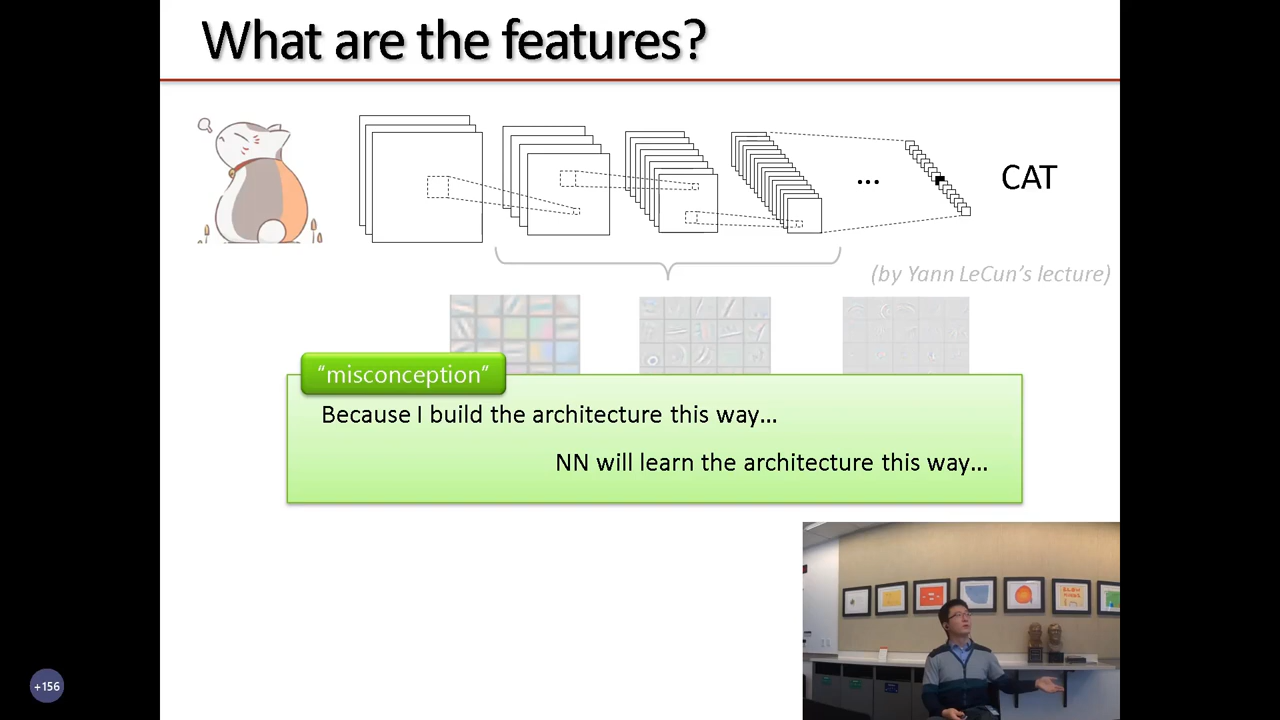 What are the features?
...
CAT
(by Yann LeCun's lecture)
"misconception"
Because I build the architecture this way...
NN will learn the architecture this way...
+156